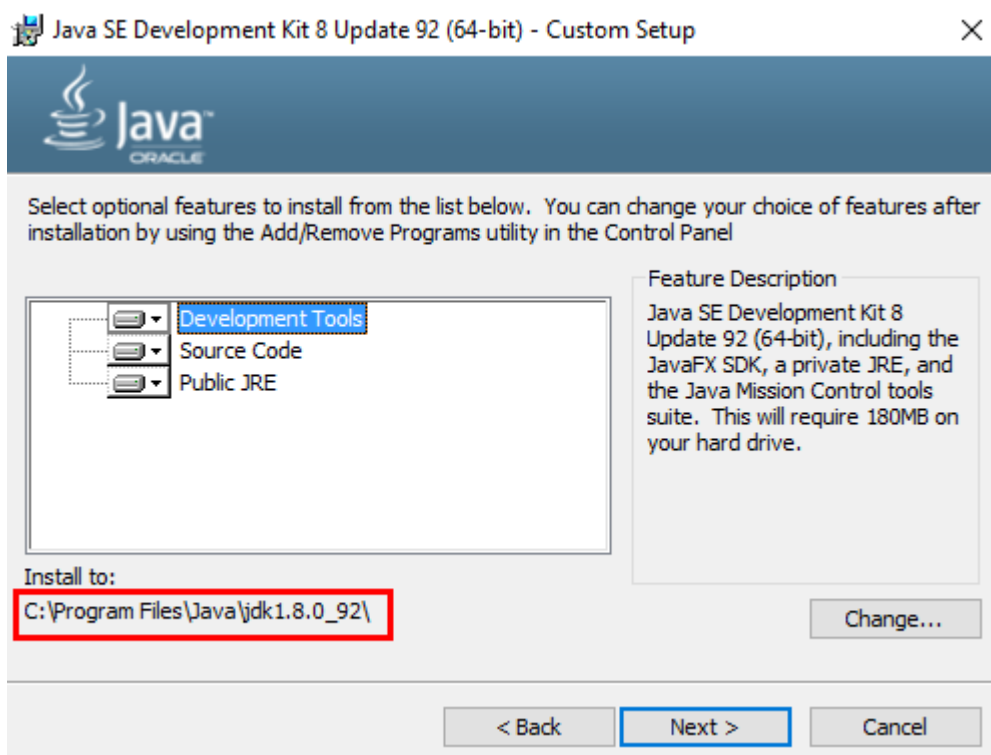 Java SE Development Kit 8 Update 92 (64-bit) - Custom Setup
Java™
ORACLE
Select optional features to install from the list below.  You can change your choice of features after
installation by using the Add/Remove Programs utility in the Control Panel
Development Tools
Source Code
Public JRE
Feature Description
Java SE Development Kit 8
Update 92 (64-bit), including the
JavaFX SDK, a private JRE, and
the Java Mission Control tools
suite.  This will require 180MB on
your hard drive.
Install to:
C:\Program Files\Java\jdk1.8.0_92\
Change...
< Back
Next >
Cancel